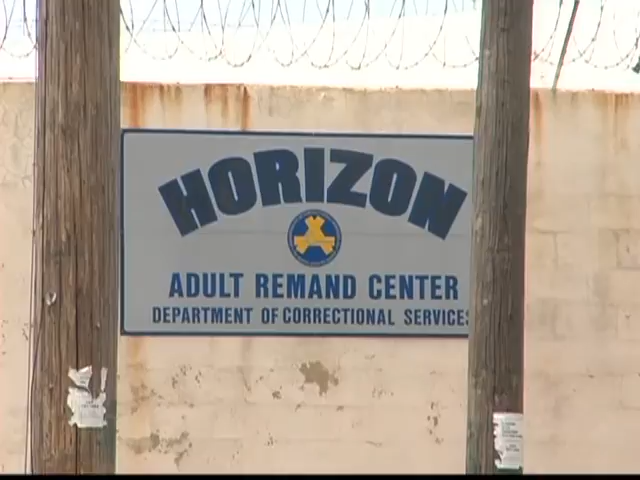 HORIZON
ADULT REMAND CENTER
DEPARTMENT OF CORRECTIONAL SERVICES